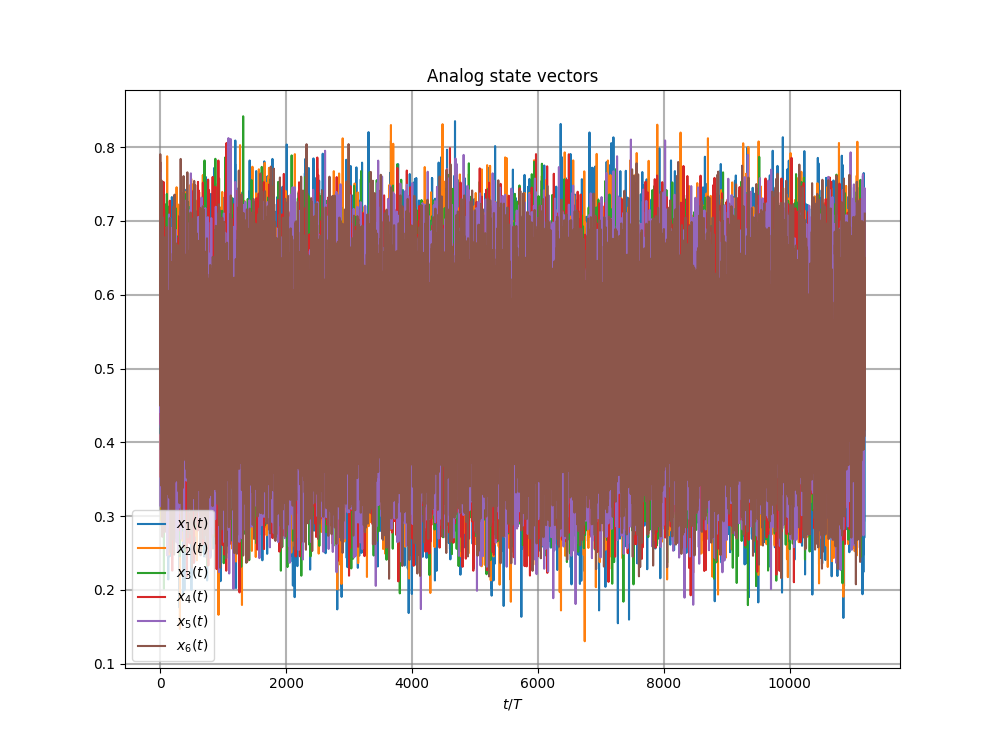 Analog state vectors
0.8
0.7
0.6
0.5
0.4
0.3
0.2
0.1
x₁(t)
x₂(t)
x₃(t)
x₄(t)
x₅(t)
x₆(t)
0 2000 4000 6000 8000 10000
t/T